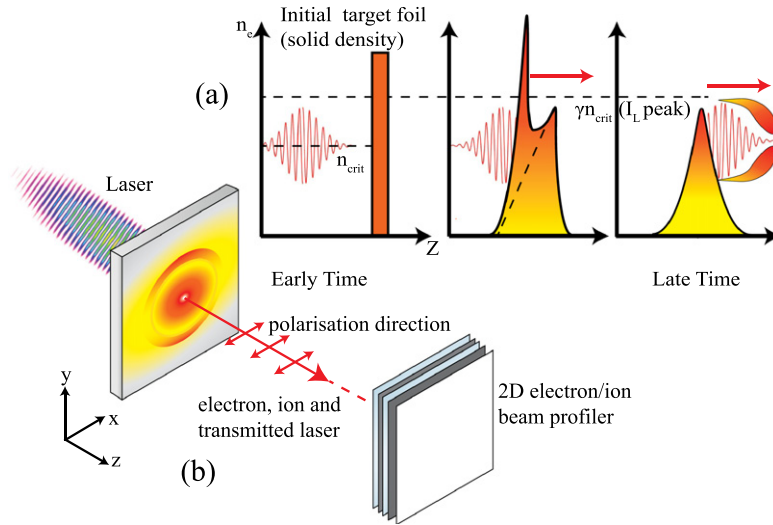 (a)
n_e
Initial target foil
(solid density)
n_crit
Z
γn_crit (I_L peak)
Early Time
Late Time
Laser
polarisation direction
electron, ion and
transmitted laser
2D electron/ion
beam profiler
y
x
z
(b)